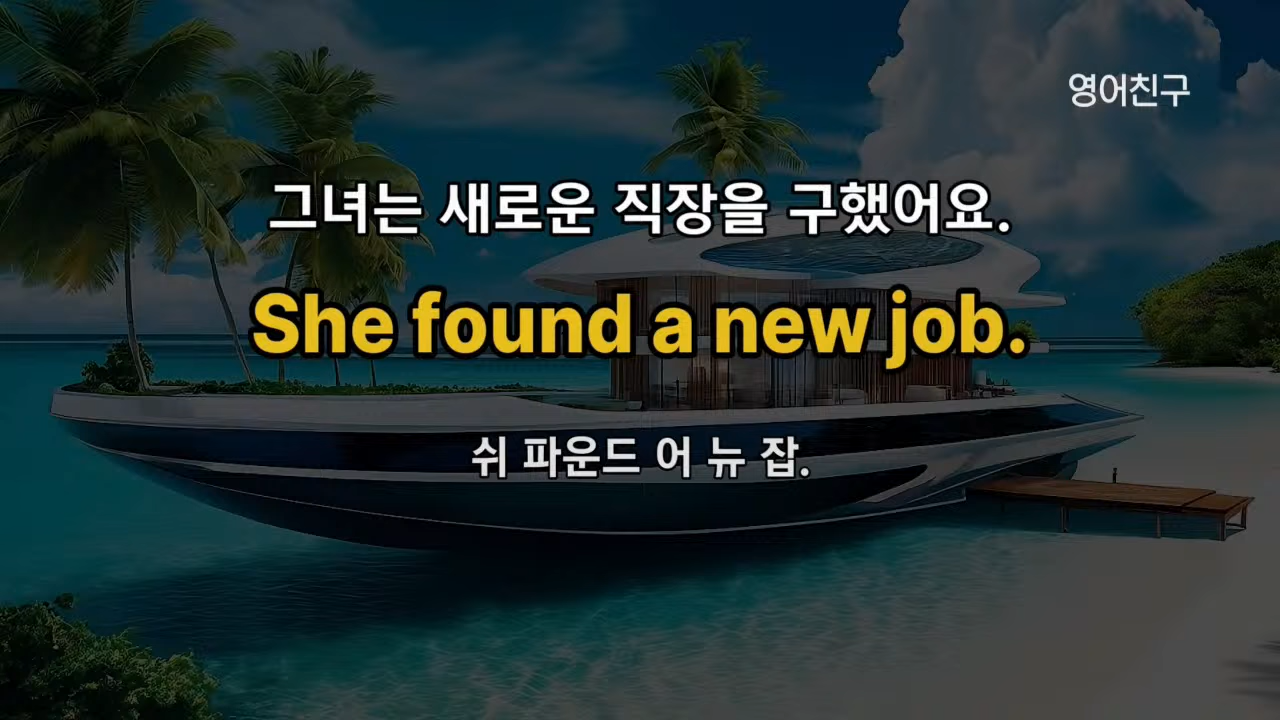 영어친구
그녀는 새로운 직장을 구했어요.
She found a new job.
쉬 파운드 어 뉴 잡.